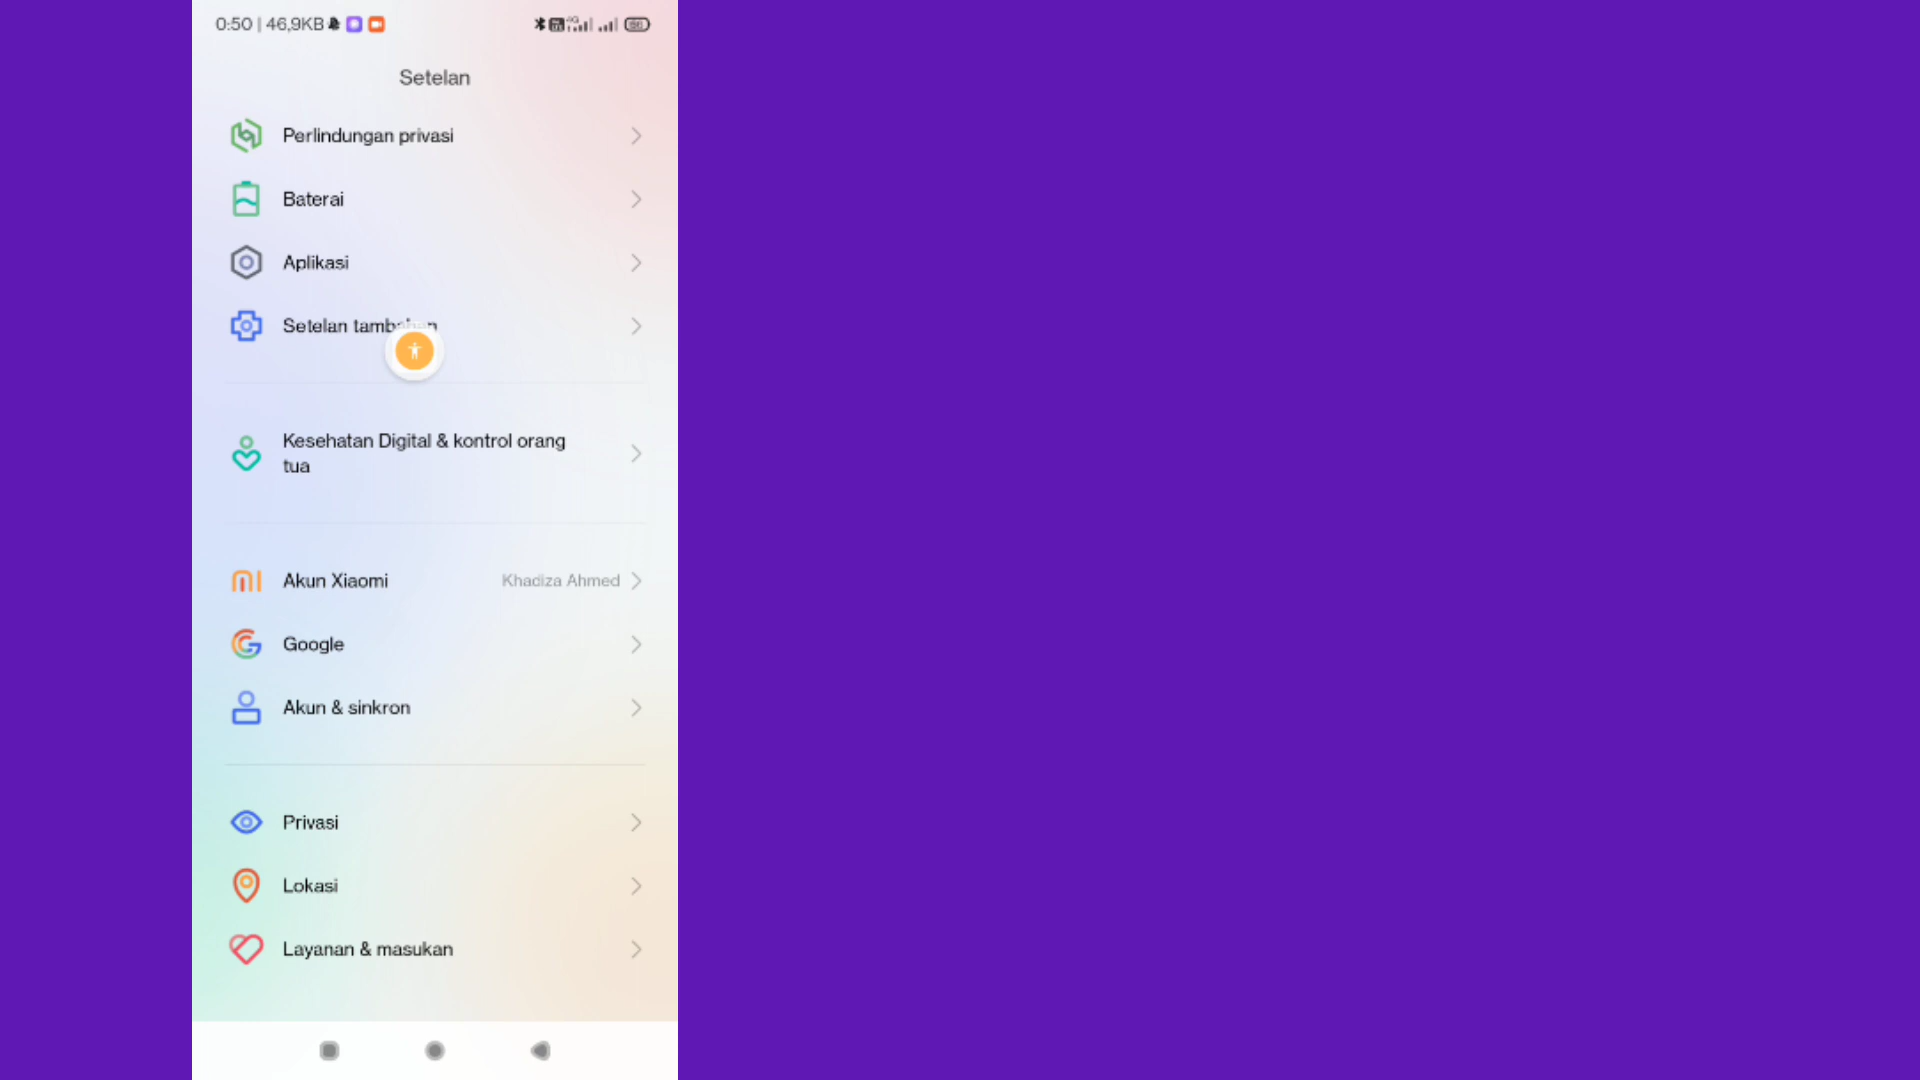 0:50 | 46,9KB
Setelan
Perlindungan privasi
Baterai
Aplikasi
Setelan tambahan
Kesehatan Digital & kontrol orang
tua
Akun Xiaomi
Khadiza Ahmed
Google
Akun & sinkron
Privasi
Lokasi
Layanan & masukan